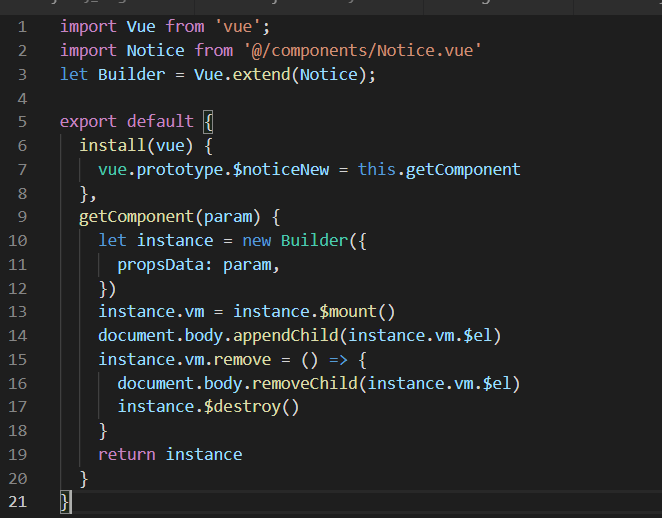 1 import Vue from 'vue';
2 import Notice from '@/components/Notice.vue'
3 let Builder = Vue.extend(Notice);
4
5 export default {
6   install(vue) {
7     vue.prototype.$noticeNew = this.getComponent
8   },
9   getComponent(param) {
10     let instance = new Builder({
11       propsData: param,
12     })
13     instance.vm = instance.$mount()
14     document.body.appendChild(instance.vm.$el)
15     instance.vm.remove = () => {
16       document.body.removeChild(instance.vm.$el)
17       instance.$destroy()
18     }
19     return instance
20   }
21 }